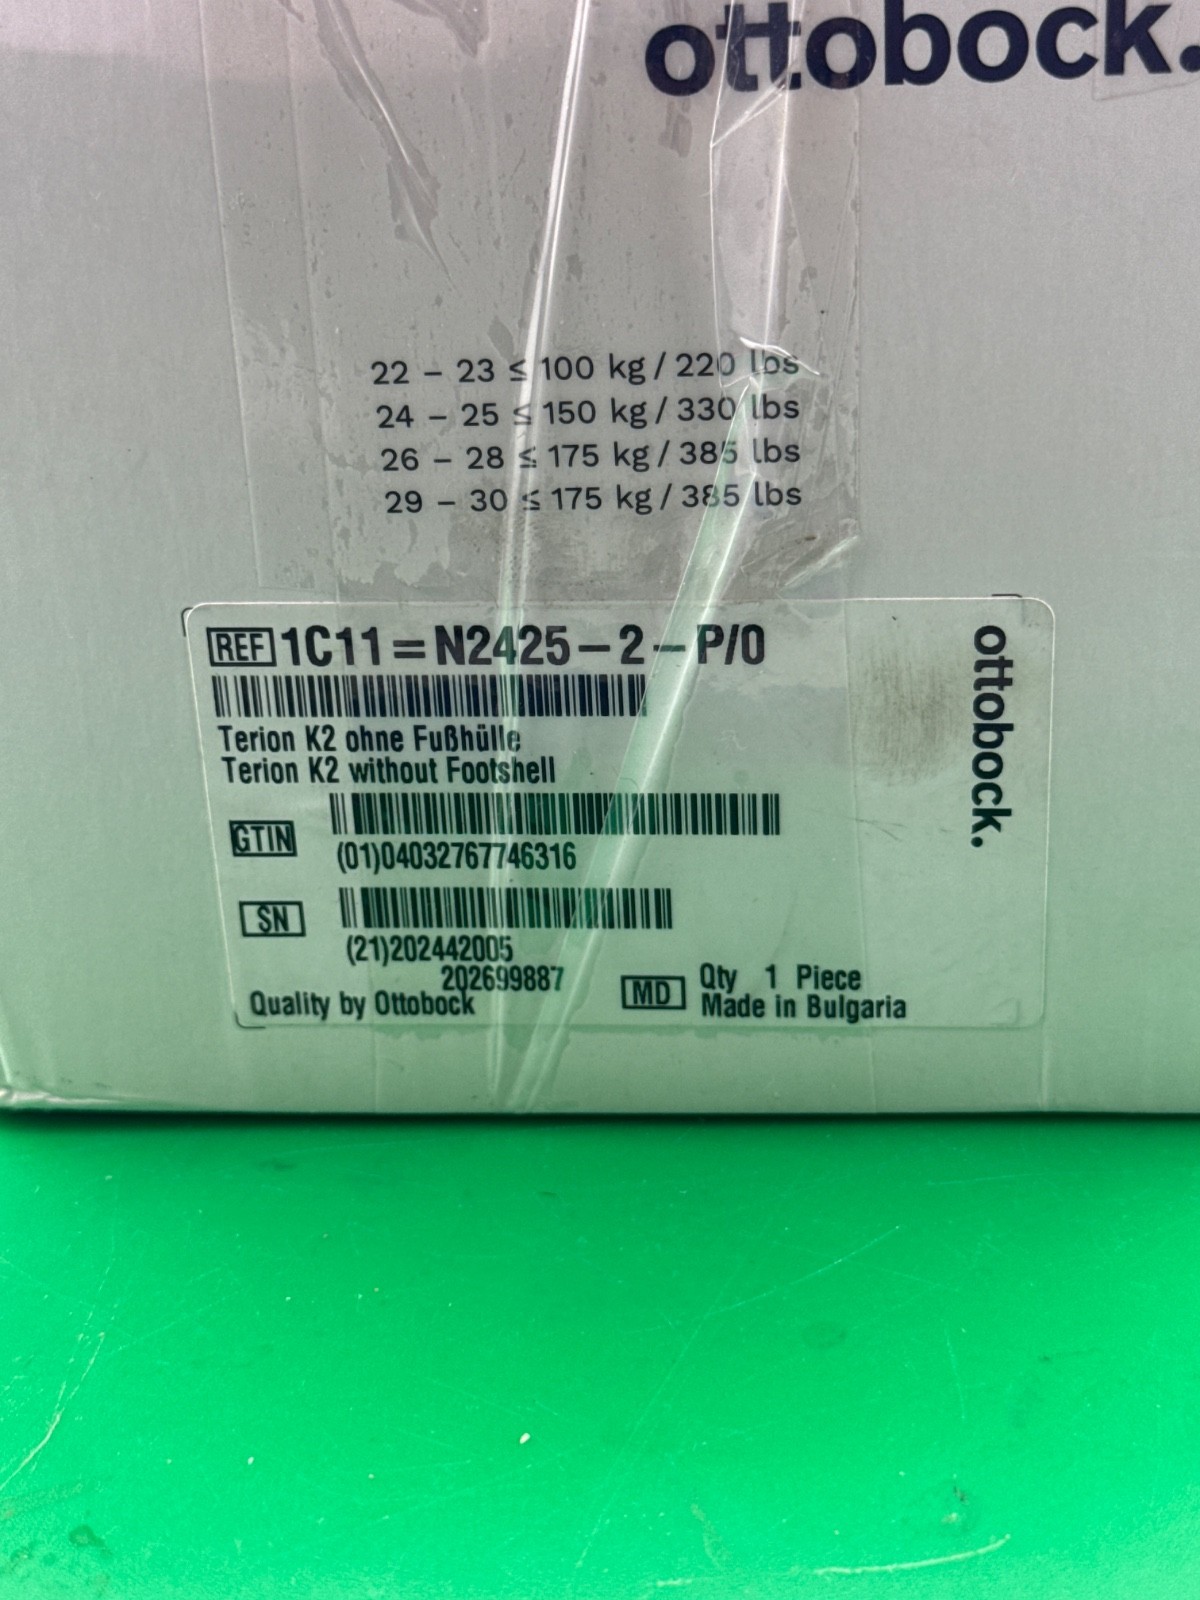 ottobock.
22 – 23 ≤ 100 kg / 220 lbs
24 – 25 ≤ 150 kg / 330 lbs
26 – 28 ≤ 175 kg / 385 lbs
29 – 30 ≤ 175 kg / 385 lbs
REF 1C11=N2425-2-P/0
Terion K2 ohne Fußhülle
Terion K2 without Footshell
GTIN
(01)04032767746316
SN
(21)202442005
202699887
Quality by Ottobock
MD
Qty 1 Piece
Made in Bulgaria
ottobock.